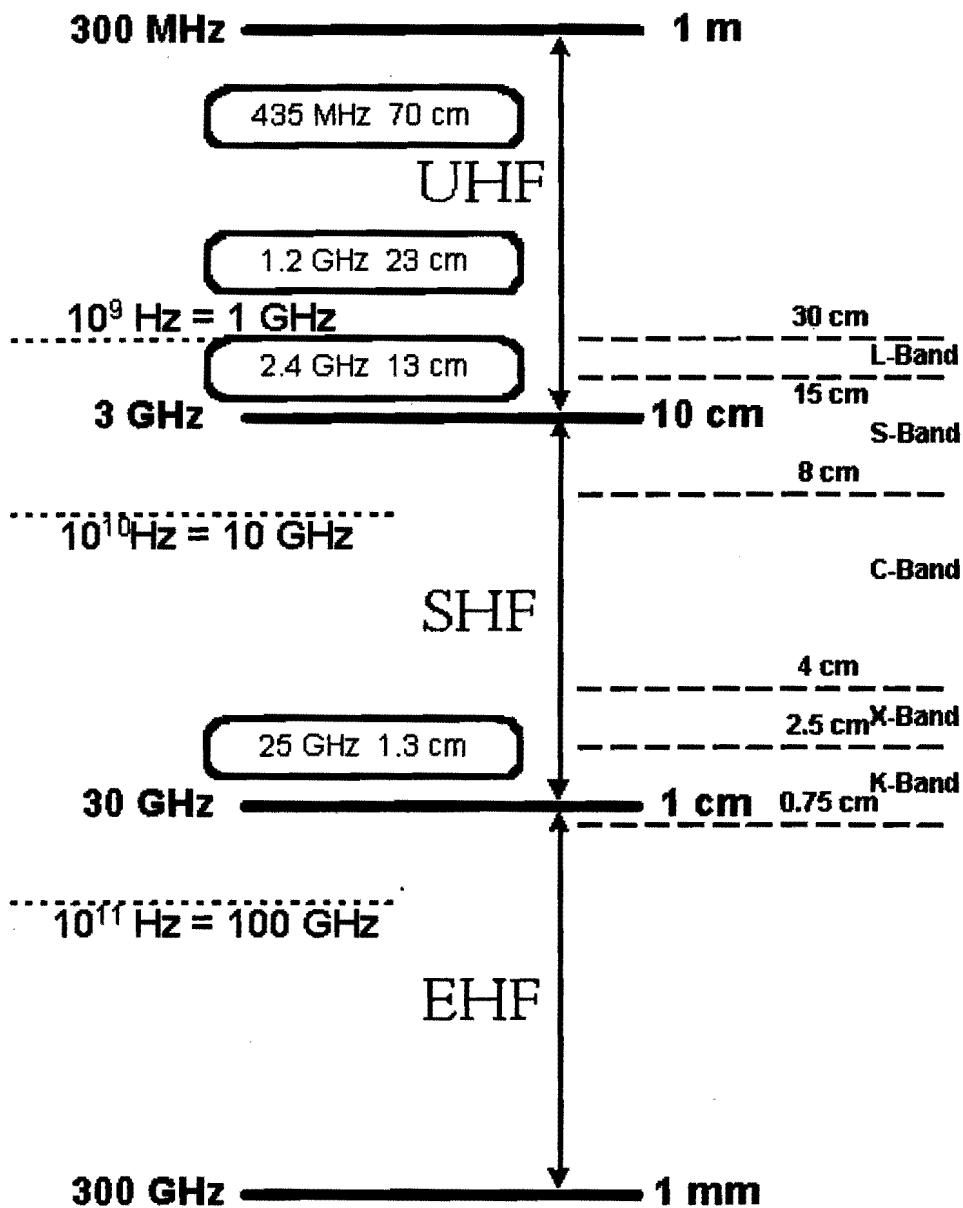 300 MHz 1 m
435 MHz 70 cm
UHF
1.2 GHz 23 cm
10⁹ Hz = 1 GHz
30 cm
L-Band
2.4 GHz 13 cm
15 cm
3 GHz 10 cm
S-Band
8 cm
10¹⁰Hz = 10 GHz
C-Band
SHF
4 cm
X-Band
2.5 cm
25 GHz 1.3 cm
K-Band
30 GHz 1 cm
0.75 cm
10¹¹ Hz = 100 GHz
EHF
300 GHz 1 mm